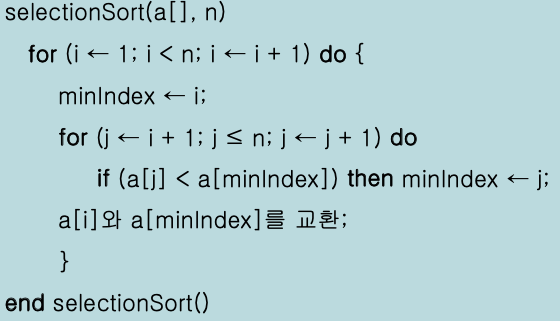 selectionSort(a[], n)
for (i ← 1; i < n; i ← i + 1) do {
minIndex ← i;
for (j ← i + 1; j ≤ n; j ← j + 1) do
if (a[j] < a[minIndex]) then minIndex ← j;
a[i]와 a[minIndex]를 교환;
}
end selectionSort()